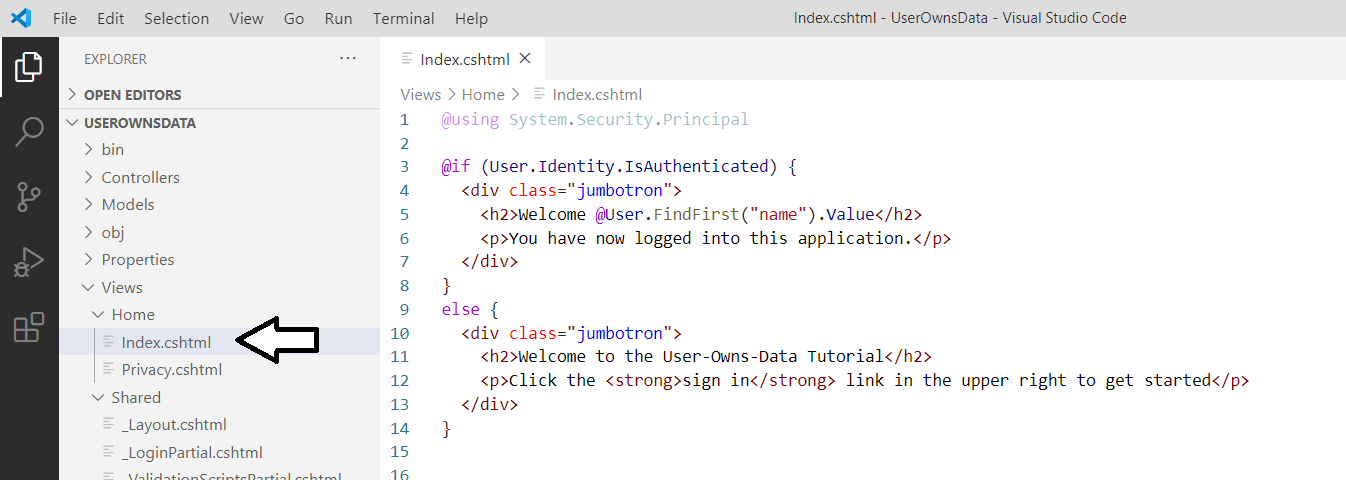 File Edit Selection View Go Run Terminal Help
Index.cshtml - UserOwnsData - Visual Studio Code
EXPLORER
OPEN EDITORS
USEROWNSDATA
bin
Controllers
Models
obj
Properties
Views
Home
Index.cshtml
Privacy.cshtml
Shared
_Layout.cshtml
_LoginPartial.cshtml
_ValidationScriptsPartial.cshtml
Index.cshtml
Views > Home > Index.cshtml
1 @using System.Security.Principal
2
3 @if (User.Identity.IsAuthenticated) {
4 <div class="jumbotron">
5 <h2>Welcome @User.FindFirst("name").Value</h2>
6 <p>You have now logged into this application.</p>
7 </div>
8 }
9 else {
10 <div class="jumbotron">
11 <h2>Welcome to the User-Owns-Data Tutorial</h2>
12 <p>Click the <strong>sign in</strong> link in the upper right to get started</p>
13 </div>
14 }
15
16